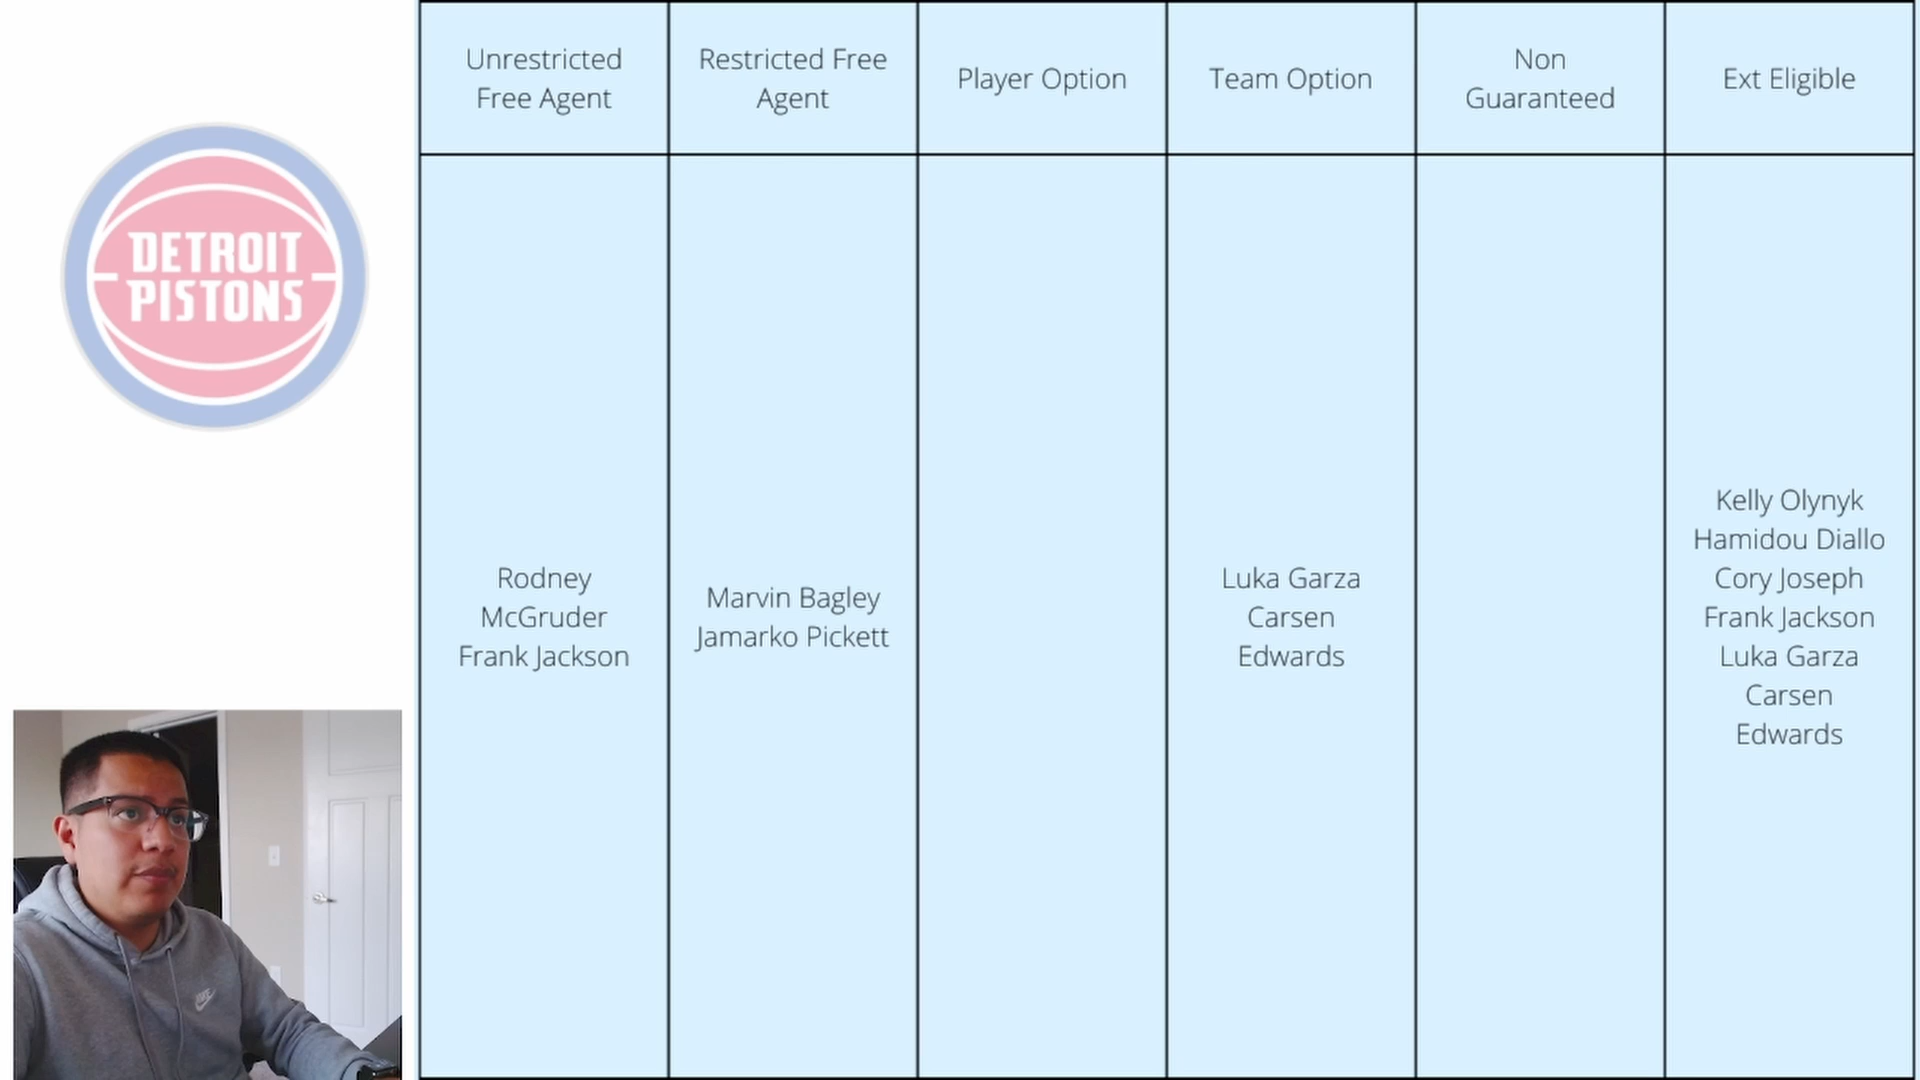 DETROIT
PISTONS
Unrestricted
Free Agent
Restricted Free
Agent
Player Option
Team Option
Non
Guaranteed
Ext Eligible
Rodney
McGruder
Frank Jackson
Marvin Bagley
Jamarko Pickett
Luka Garza
Carsen
Edwards
Kelly Olynyk
Hamidou Diallo
Cory Joseph
Frank Jackson
Luka Garza
Carsen
Edwards